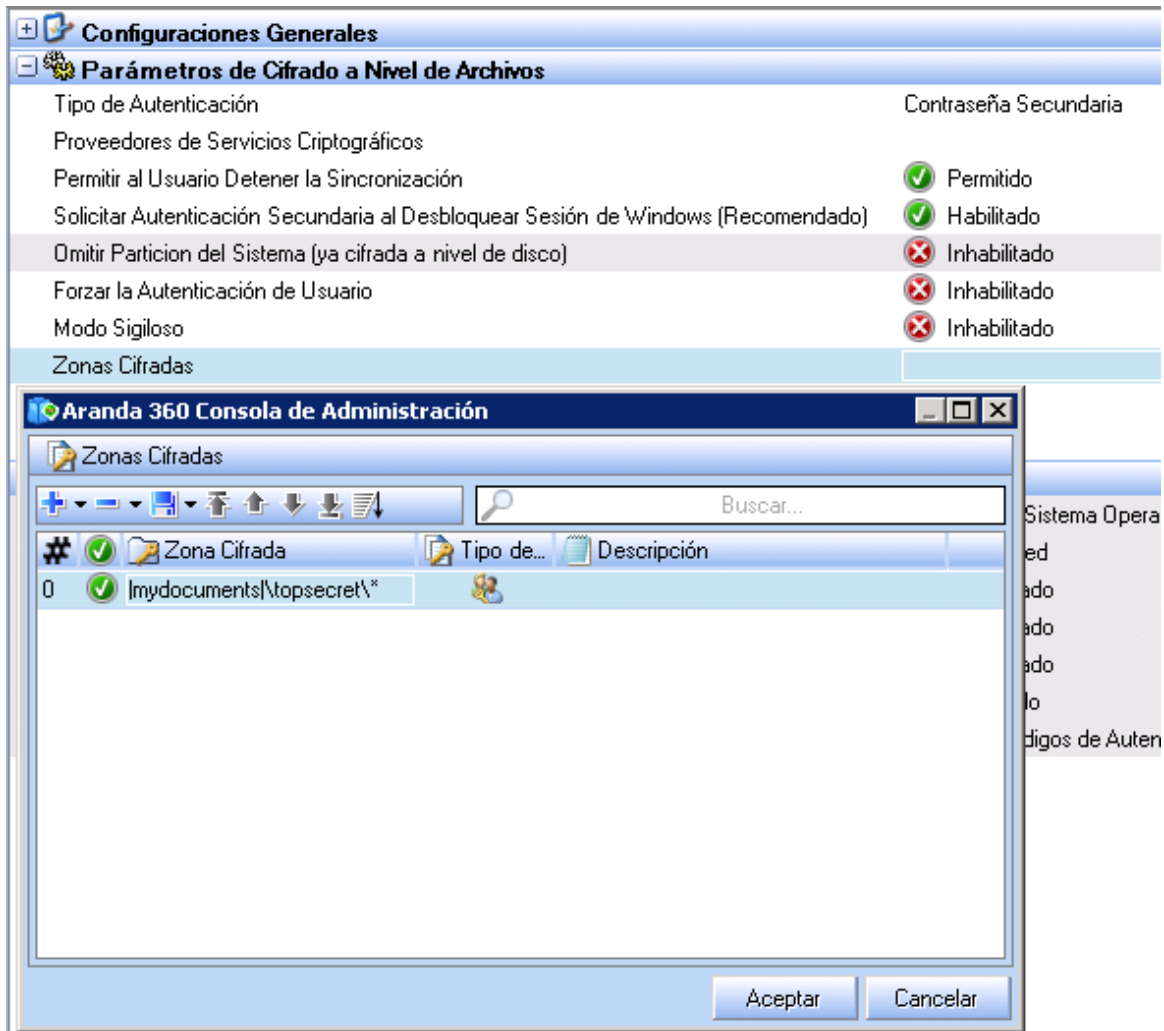 Configuraciones Generales
Parámetros de Cifrado a Nivel de Archivos
Tipo de Autenticación Contraseña Secundaria
Proveedores de Servicios Criptográficos
Permitir al Usuario Detener la Sincronización Permitido
Solicitar Autenticación Secundaria al Desbloquear Sesión de Windows (Recomendado) Habilitado
Omitir Particion del Sistema (ya cifrada a nivel de disco) Inhabilitado
Forzar la Autenticación de Usuario Inhabilitado
Modo Sigiloso Inhabilitado
Zonas Cifradas
Aranda 360 Consola de Administración
Zonas Cifradas
Buscar...
# Zona Cifrada Tipo de... Descripción
0 |mydocuments|\topsecret\*
Sistema Opera
ed
ado
ado
ado
lo
digos de Auten
Aceptar Cancelar